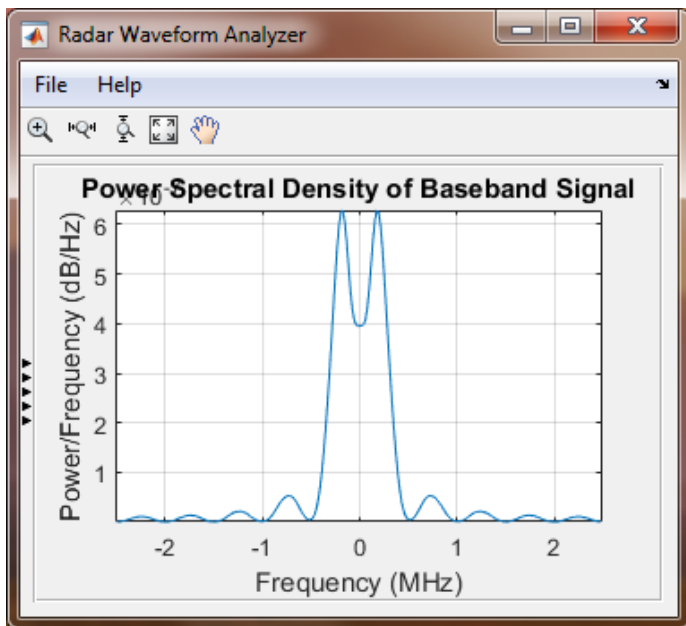 Radar Waveform Analyzer
File Help
Power Spectral Density of Baseband Signal
Power/Frequency (dB/Hz)
6
5
4
3
2
1
-2 -1 0 1 2
Frequency (MHz)